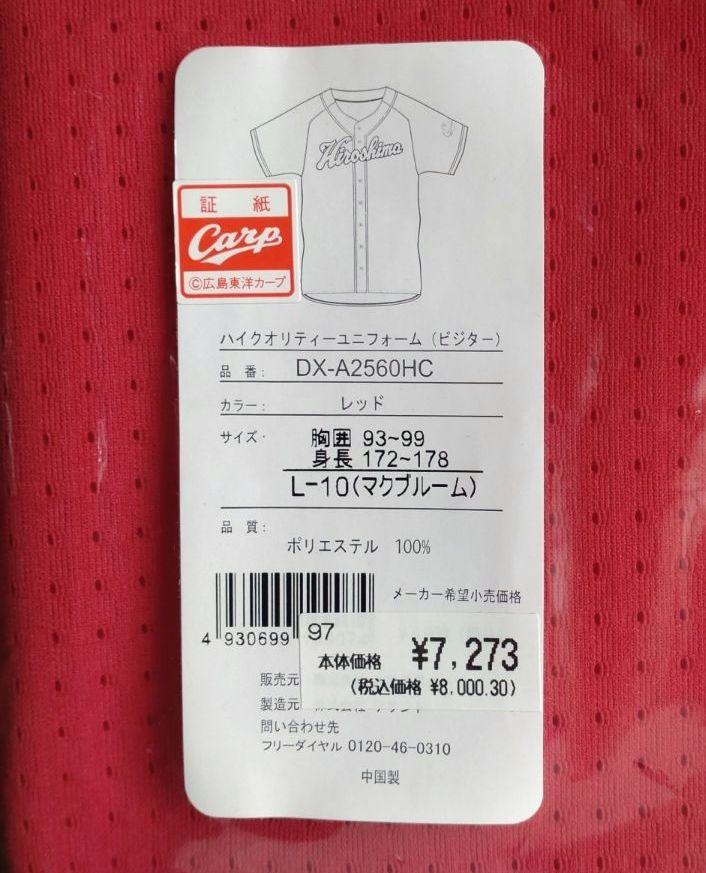 Hiroshima
証 紙
Carp
©広島東洋カープ
ハイクオリティーユニフォーム（ビジター）
品 番： DX-A2560HC
カラー： レッド
サイズ： 胸囲 93~99
身長 172~178
L-10(マクブルーム)
品 質：
ポリエステル 100%
メーカー希望小売価格
4 930699
97
本体価格 ¥7,273
(税込価格 ¥8,000.30)
販売元
製造元
問い合わせ先
フリーダイヤル 0120-46-0310
中国製